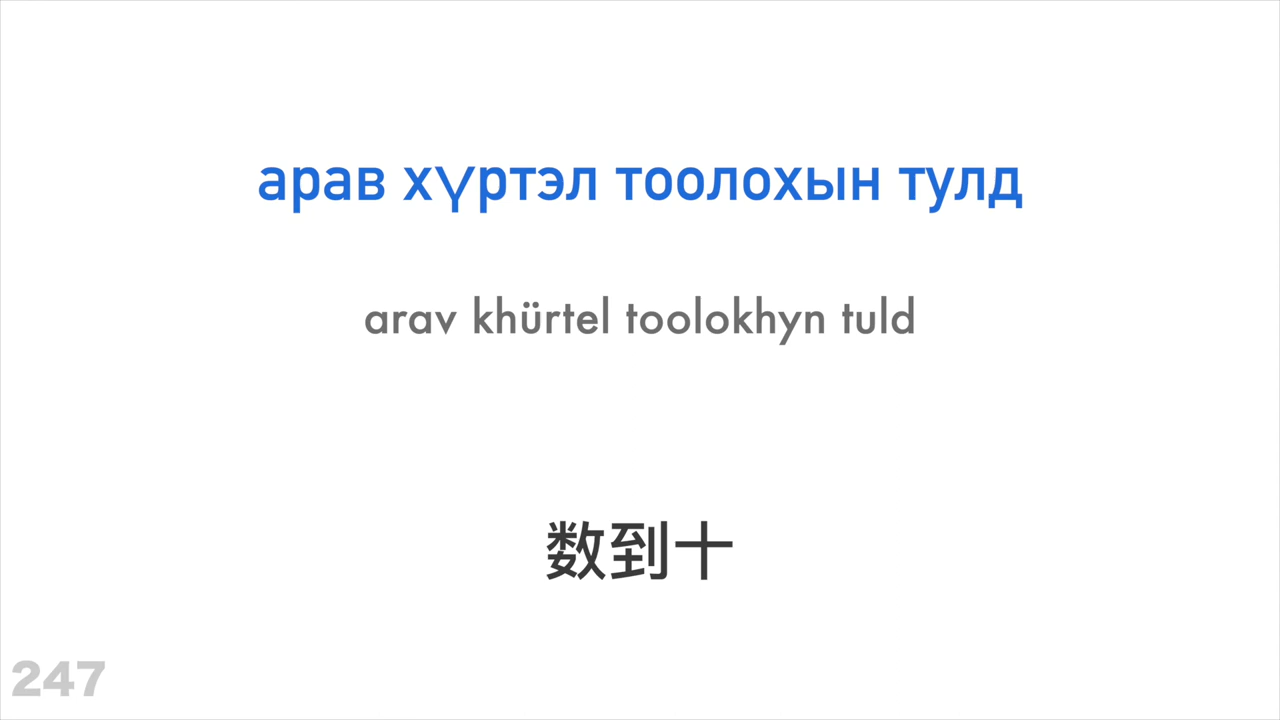 арав хүртэл тоолохын тулд
arav khürtel toolokhyn tuld
数到十
247